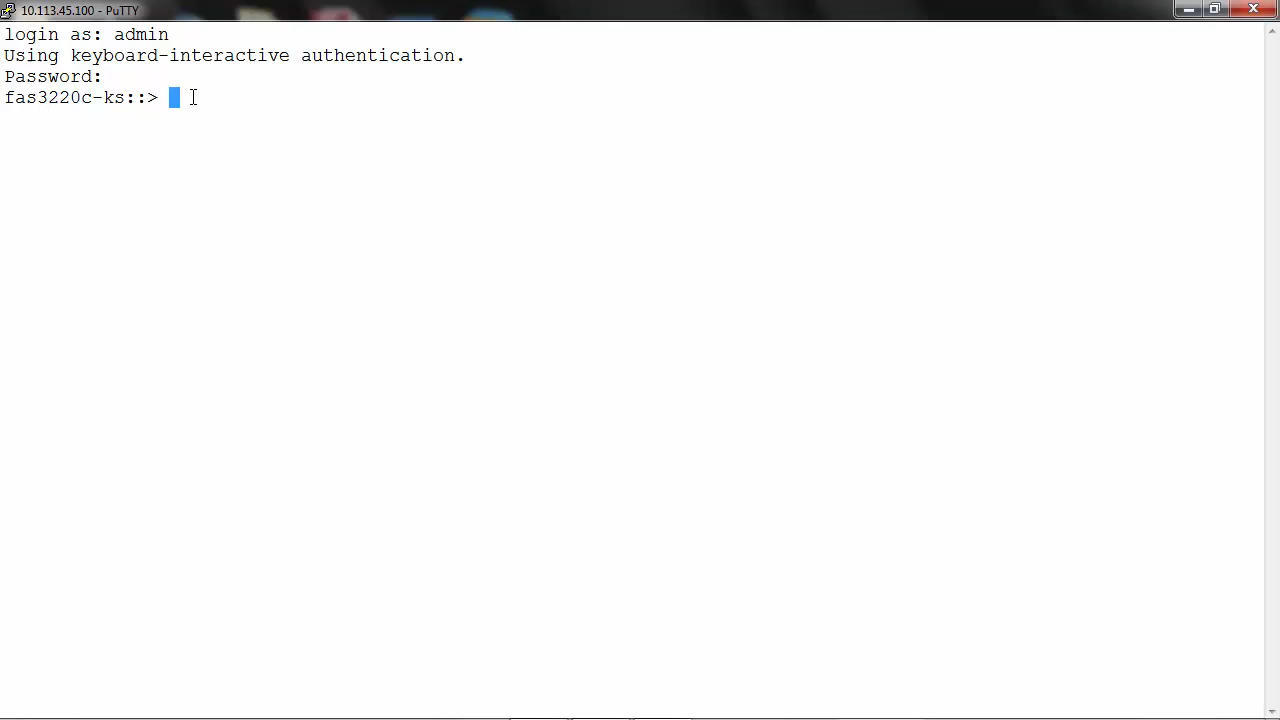 10.113.45.100 - PuTTY
login as: admin
Using keyboard-interactive authentication.
Password:
fas3220c-ks::>